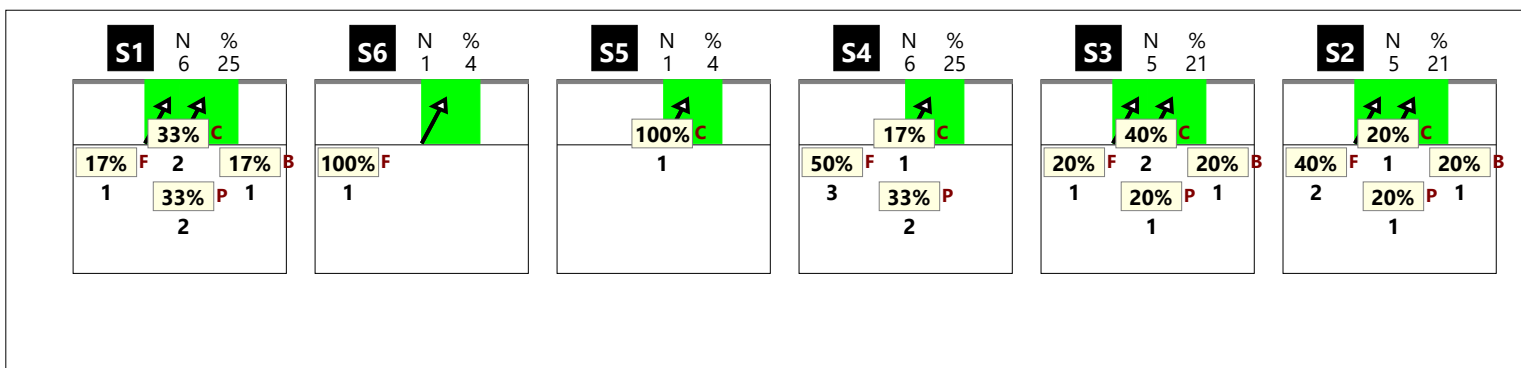 S1 N % 6 25
33% C
2
17% F
1
17% B
1
33% P
2
S6 N % 1 4
100% F
1
S5 N % 1 4
100% C
1
S4 N % 6 25
17% C
1
50% F
3
33% P
2
S3 N % 5 21
40% C
2
20% F
1
20% B
1
20% P
1
S2 N % 5 21
20% C
1
40% F
2
20% B
1
20% P
1